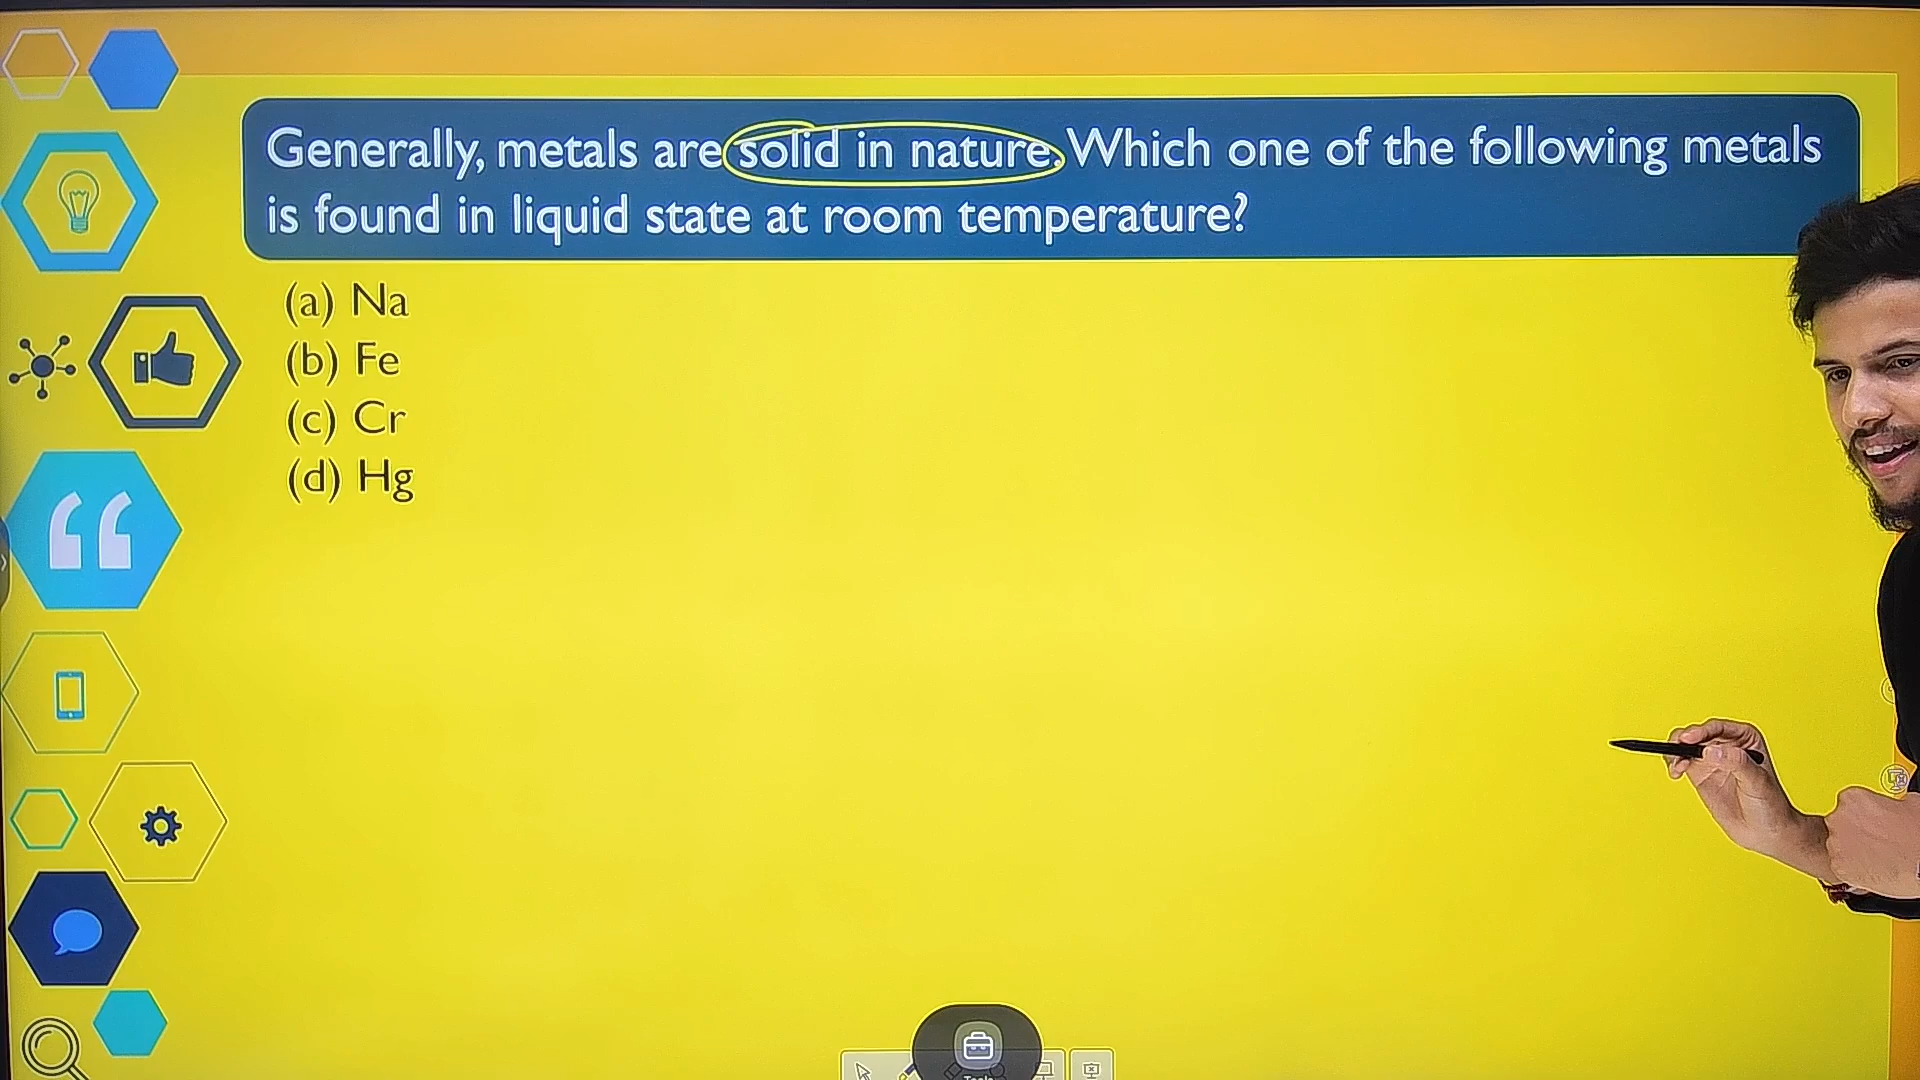 Generally, metals are solid in nature. Which one of the following metals
is found in liquid state at room temperature?
(a) Na
(b) Fe
(c) Cr
(d) Hg